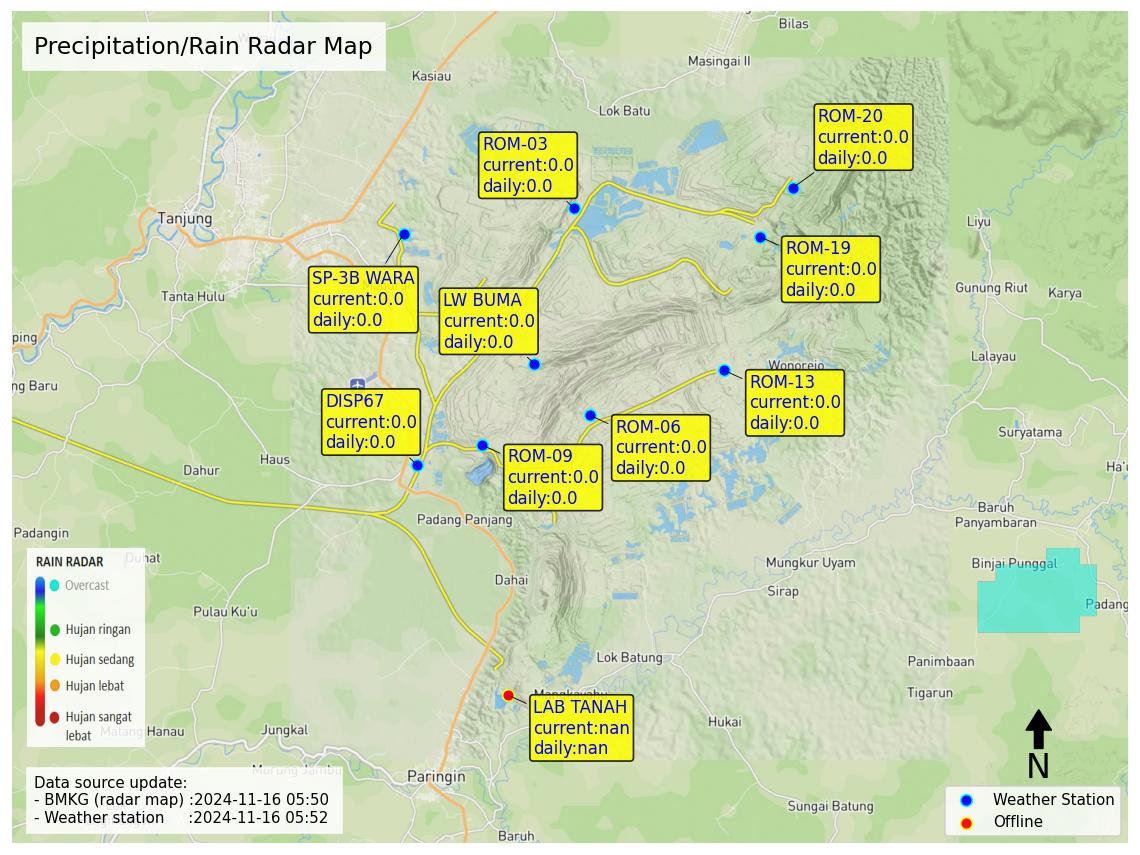 Precipitation/Rain Radar Map
Bilas
Masingai II
Kasiau
Lok Batu
ROM-20
current:0.0
daily:0.0
ROM-03
current:0.0
daily:0.0
Tanjung
Liyu
ROM-19
current:0.0
daily:0.0
SP-3B WARA
current:0.0
daily:0.0
Tanta Hulu
LW BUMA
current:0.0
daily:0.0
Gunung Riut
Karya
ping
Lalayau
ng Baru
Wonorejo
ROM-13
current:0.0
daily:0.0
DISP67
current:0.0
daily:0.0
ROM-06
current:0.0
daily:0.0
Suryatama
ROM-09
current:0.0
daily:0.0
Haus
Dahur
Ha'u
Baruh
Panyambaran
Padang Panjang
Padangin
Duhat
Mungkur Uyam
Binjai Punggal
RAIN RADAR
Overcast
Hujan ringan
Hujan sedang
Hujan lebat
Hujan sangat
lebat
Dahai
Sirap
Padang
Pulau Ku'u
Lok Batung
Panimbaan
Tigarun
Mangkayahu
LAB TANAH
current:nan
daily:nan
Hukai
Matang Hanau
Jungkal
Murung Jambu
Paringin
N
Data source update:
- BMKG (radar map) :2024-11-16 05:50
- Weather station :2024-11-16 05:52
Sungai Batung
Baruh
Weather Station
Offline